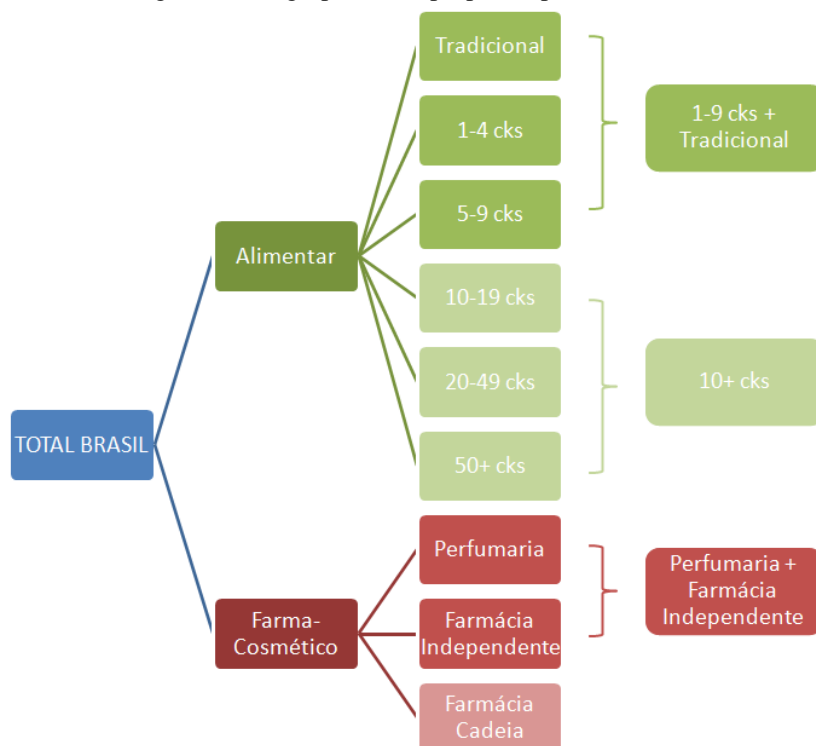 Tradicional
1-4 cks
5-9 cks
1-9 cks +
Tradicional
Alimentar
10-19 cks
20-49 cks
50+ cks
10+ cks
TOTAL BRASIL
Perfumaria
Farmácia
Independente
Perfumaria +
Farmácia
Independente
Farma-
Cosmético
Farmácia
Cadeia